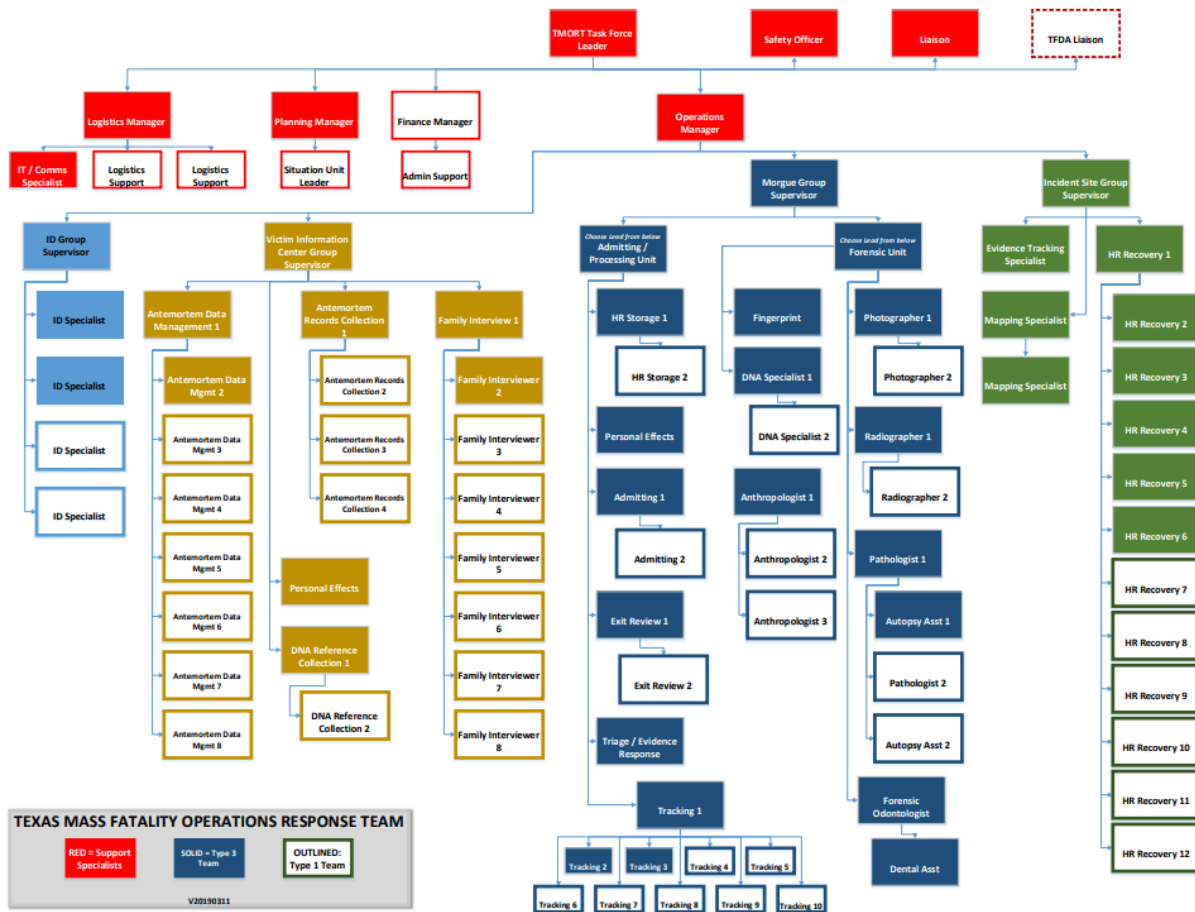 TMORT Task Force
Leader
Safety Officer
Liaison
TFDA Liaison
Logistics Manager
Planning Manager
Finance Manager
Operations
Manager
IT / Comms
Specialist
Logistics
Support
Logistics
Support
Situation Unit
Leader
Admin Support
Morgue Group
Supervisor
Incident Site Group
Supervisor
ID Group
Supervisor
Victim Information
Center Group
Supervisor
Choose Lead from below
Admitting /
Processing Unit
Choose Lead from below
Forensic Unit
Evidence Tracking
Specialist
HR Recovery 1
ID Specialist
ID Specialist
ID Specialist
ID Specialist
Antemortem Data
Management 1
Antemortem
Records Collection
1
Family Interview 1
Antemortem Data
Mgmt 2
Antemortem Data
Mgmt 3
Antemortem Data
Mgmt 4
Antemortem Data
Mgmt 5
Antemortem Data
Mgmt 6
Antemortem Data
Mgmt 7
Antemortem Data
Mgmt 8
Antemortem Records
Collection 2
Antemortem Records
Collection 3
Antemortem Records
Collection 4
Personal Effects
DNA Reference
Collection 1
DNA Reference
Collection 2
Family Interviewer
2
Family Interviewer
3
Family Interviewer
4
Family Interviewer
5
Family Interviewer
6
Family Interviewer
7
Family Interviewer
8
HR Storage 1
HR Storage 2
Personal Effects
Admitting 1
Admitting 2
Exit Review 1
Exit Review 2
Triage / Evidence
Response
Tracking 1
Tracking 2
Tracking 3
Tracking 4
Tracking 5
Tracking 6
Tracking 7
Tracking 8
Tracking 9
Tracking 10
Fingerprint
DNA Specialist 1
DNA Specialist 2
Anthropologist 1
Anthropologist 2
Anthropologist 3
Photographer 1
Photographer 2
Radiographer 1
Radiographer 2
Pathologist 1
Autopsy Asst 1
Pathologist 2
Autopsy Asst 2
Forensic
Odontologist
Dental Asst
Mapping Specialist
Mapping Specialist
HR Recovery 2
HR Recovery 3
HR Recovery 4
HR Recovery 5
HR Recovery 6
HR Recovery 7
HR Recovery 8
HR Recovery 9
HR Recovery 10
HR Recovery 11
HR Recovery 12
TEXAS MASS FATALITY OPERATIONS RESPONSE TEAM
RED = Support
Specialists
SOLID = Type 3
Team
OUTLINED:
Type 1 Team
V20190311